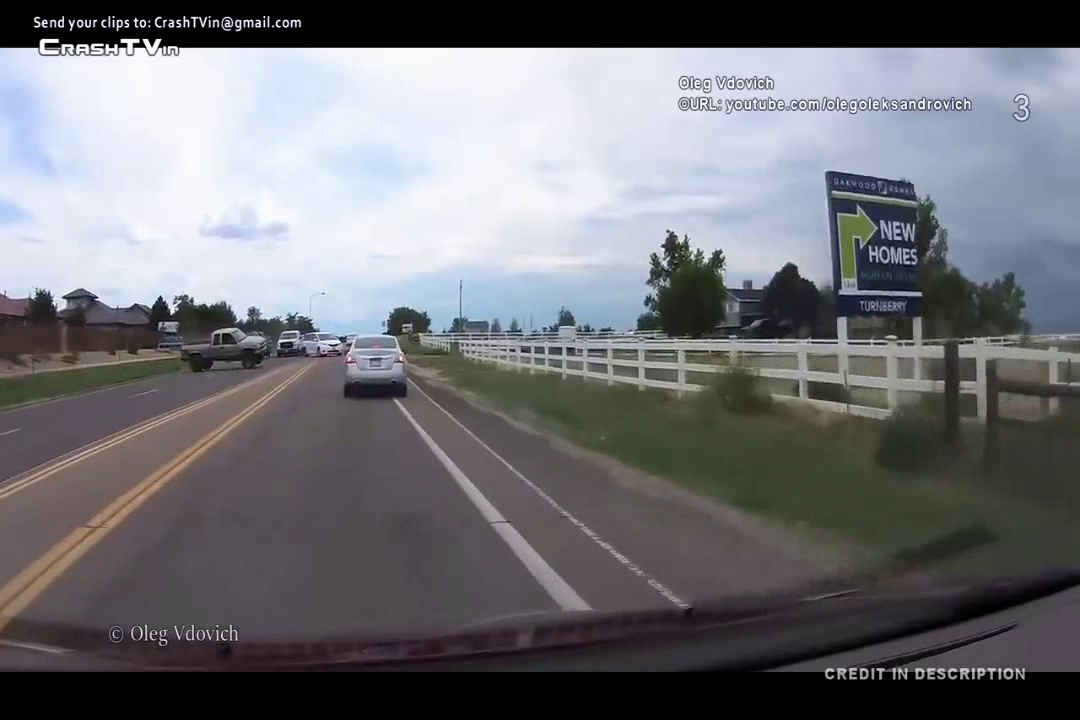 Send your clips to: CrashTVin@gmail.com
CRASHTVIN
Oleg Vdovich
©URL: youtube.com/olegoleksandrovich
3
OAKWOOD HOMES
NEW
HOMES
TURNBERRY
© Oleg Vdovich
CREDIT IN DESCRIPTION